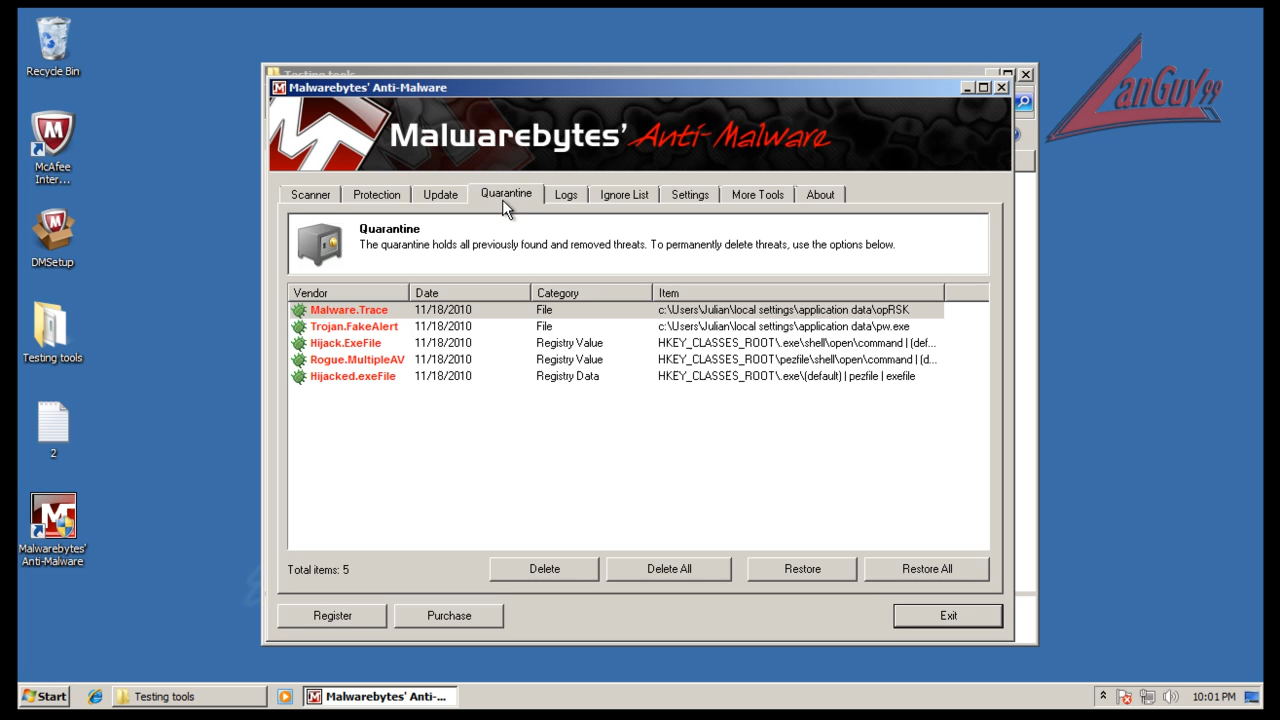 Recycle Bin
McAfee
Inter...
DMSetup
Testing tools
2
Malwarebytes'
Anti-Malware
LanGuy99
Testing tools
Malwarebytes' Anti-Malware
Malwarebytes' Anti-Malware
Scanner Protection Update Quarantine Logs Ignore List Settings More Tools About
Quarantine
The quarantine holds all previously found and removed threats. To permanently delete threats, use the options below.
Vendor Date Category Item
Malware.Trace 11/18/2010 File c:\Users\Julian\local settings\application data\opRSK
Trojan.FakeAlert 11/18/2010 File c:\Users\Julian\local settings\application data\pw.exe
Hijack.ExeFile 11/18/2010 Registry Value HKEY_CLASSES_ROOT\.exe\shell\open\command | (def...
Rogue.MultipleAV 11/18/2010 Registry Value HKEY_CLASSES_ROOT\pezfile\shell\open\command | (d...
Hijacked.exeFile 11/18/2010 Registry Data HKEY_CLASSES_ROOT\.exe\(default) | pezfile | exefile
Total items: 5 Delete Delete All Restore Restore All
Register Purchase Exit
Start Testing tools Malwarebytes' Anti-... 10:01 PM